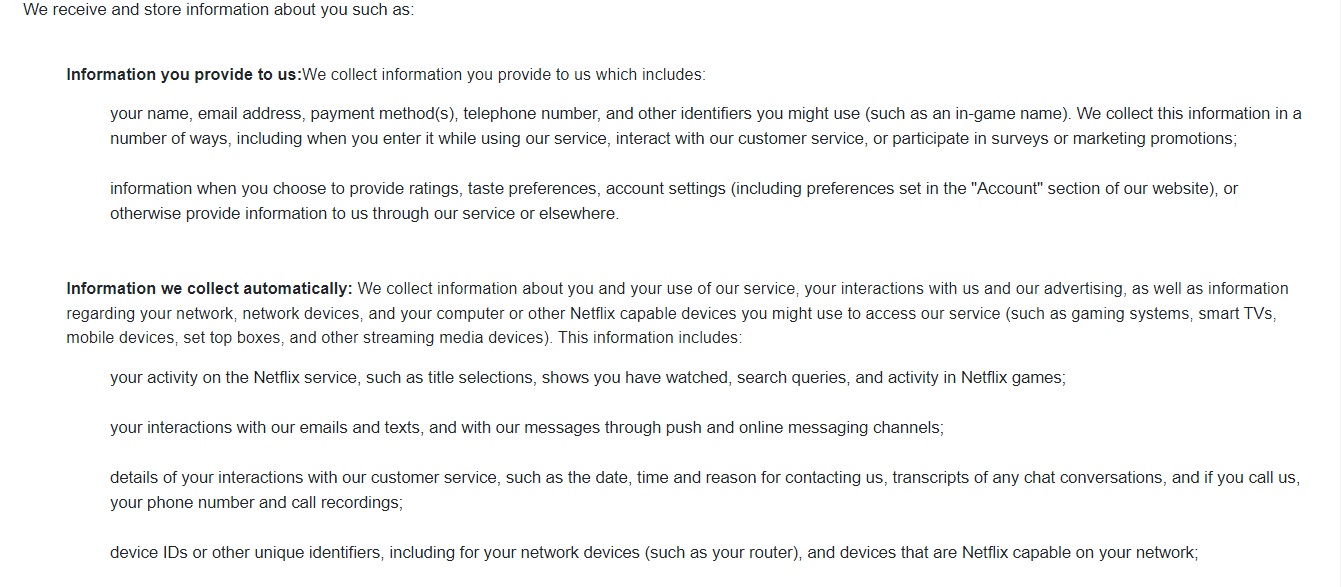 We receive and store information about you such as:
Information you provide to us:We collect information you provide to us which includes:
your name, email address, payment method(s), telephone number, and other identifiers you might use (such as an in-game name). We collect this information in a
number of ways, including when you enter it while using our service, interact with our customer service, or participate in surveys or marketing promotions;
information when you choose to provide ratings, taste preferences, account settings (including preferences set in the "Account" section of our website), or
otherwise provide information to us through our service or elsewhere.
Information we collect automatically: We collect information about you and your use of our service, your interactions with us and our advertising, as well as information
regarding your network, network devices, and your computer or other Netflix capable devices you might use to access our service (such as gaming systems, smart TVs,
mobile devices, set top boxes, and other streaming media devices). This information includes:
your activity on the Netflix service, such as title selections, shows you have watched, search queries, and activity in Netflix games;
your interactions with our emails and texts, and with our messages through push and online messaging channels;
details of your interactions with our customer service, such as the date, time and reason for contacting us, transcripts of any chat conversations, and if you call us,
your phone number and call recordings;
device IDs or other unique identifiers, including for your network devices (such as your router), and devices that are Netflix capable on your network;